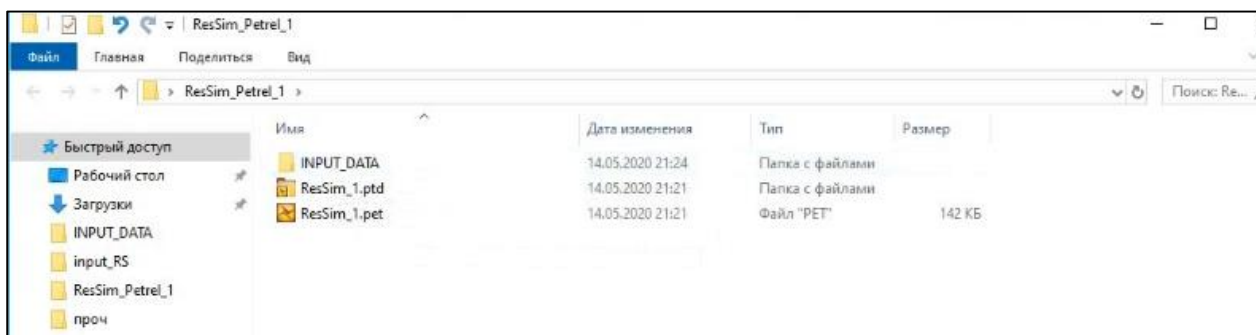 ResSim_Petrel_1
Файл Главная Поделиться Вид
ResSim_Petrel_1 Поиск: Re...
Имя Дата изменения Тип Размер
Быстрый доступ
Рабочий стол
Загрузки
INPUT_DATA
input_RS
ResSim_Petrel_1
проч
INPUT_DATA 14.05.2020 21:24 Папка с файлами
ResSim_1.ptd 14.05.2020 21:21 Папка с файлами
ResSim_1.pet 14.05.2020 21:21 Файл "PET" 142 КБ